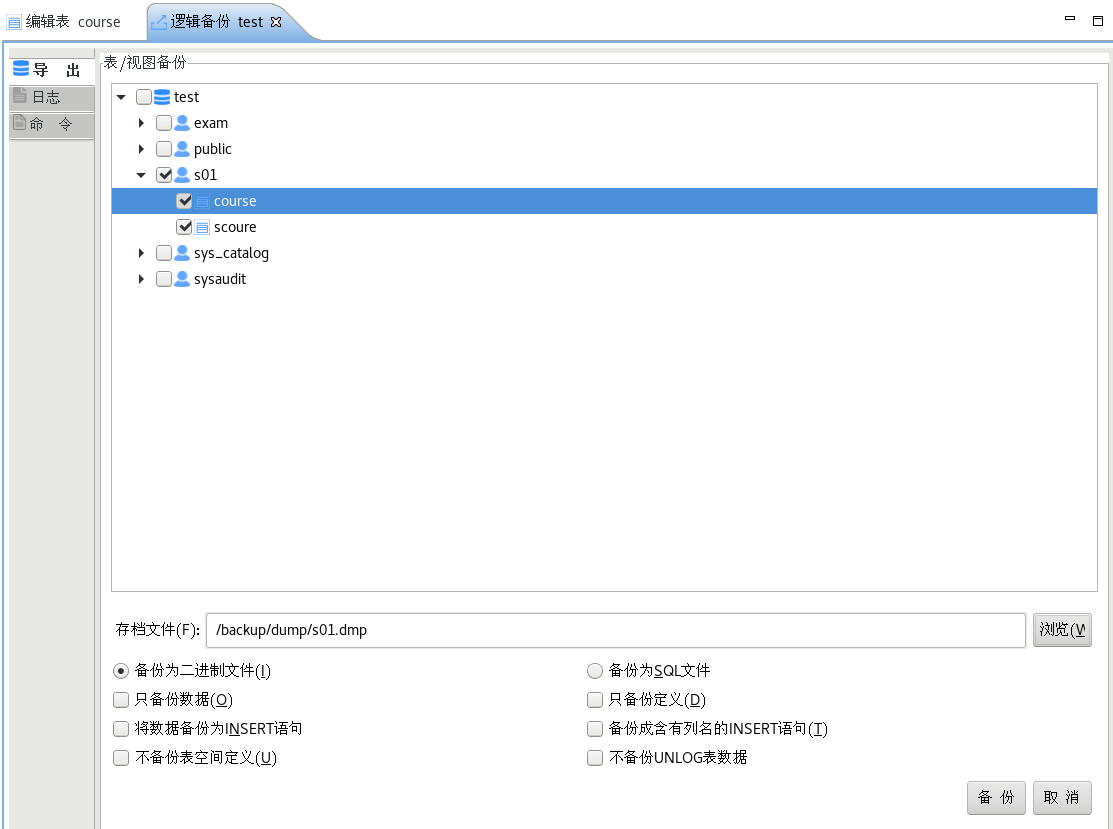 编辑表 course
逻辑备份 test
导 出
日志
命 令
表/视图备份
test
exam
public
s01
course
scoure
sys_catalog
sysaudit
存档文件(F): /backup/dump/s01.dmp 浏览(W
备份为二进制文件(I) 备份为SQL文件
只备份数据(O) 只备份定义(D)
将数据备份为INSERT语句 备份成含有列名的INSERT语句(T)
不备份表空间定义(U) 不备份UNLOG表数据
备 份 取 消